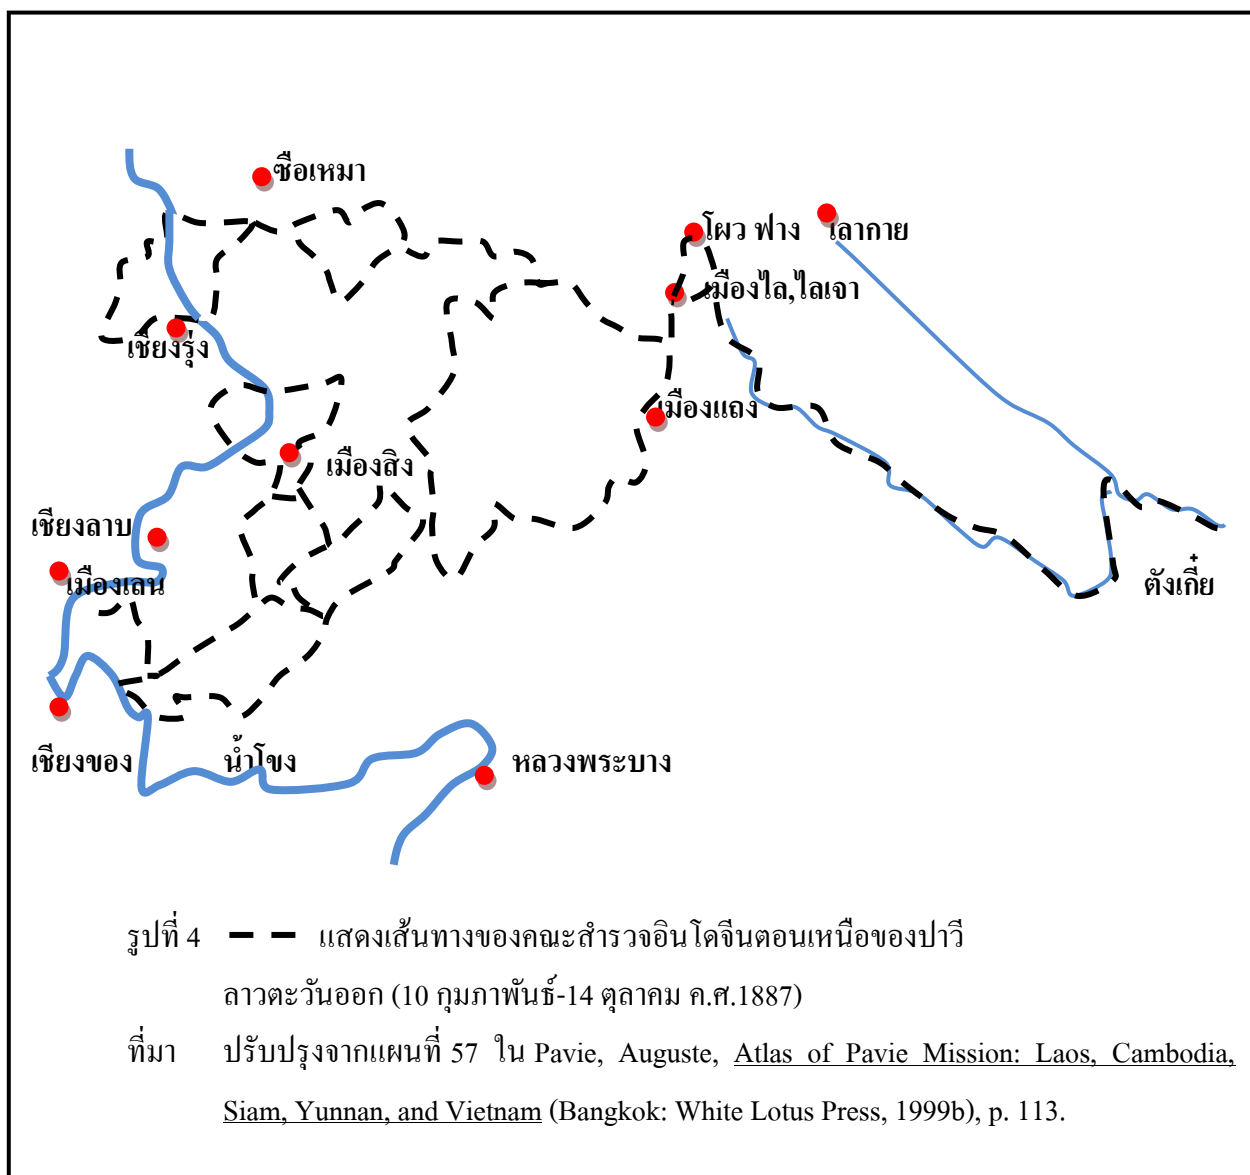 ซือเหมา
โผว ฟาง
เลากาย
เมืองไล,ไลเจา
เชียงรุ่ง
เมืองแถง
เมืองสิง
เชียงลาบ
เมืองเลน
ตังเกี๋ย
เชียงของ
น้ำโขง
หลวงพระบาง
รูปที่ 4 แสดงเส้นทางของคณะสำรวจอินโดจีนตอนเหนือของปาวี
ลาวตะวันออก (10 กุมภาพันธ์-14 ตุลาคม ค.ศ.1887)
ที่มา ปรับปรุงจากแผนที่ 57 ใน Pavie, Auguste, Atlas of Pavie Mission: Laos, Cambodia,
Siam, Yunnan, and Vietnam (Bangkok: White Lotus Press, 1999b), p. 113.